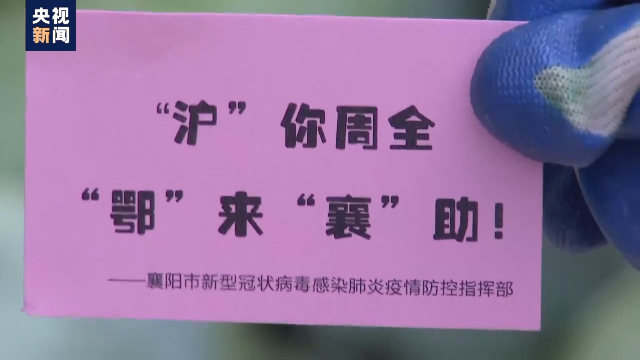 央视
新闻
“沪”你周全
“鄂”来“襄”助！
——襄阳市新型冠状病毒感染肺炎疫情防控指挥部